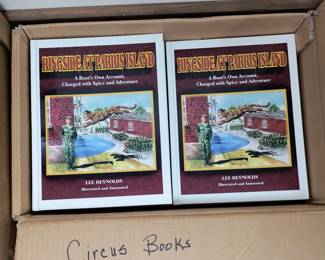 RINGSIDE AT PARRIS ISLAND
A Boot's Own Account,
Charged with Spice and Adventure
LEE REYNOLDS
Illustrated and Annotated
RINGSIDE AT PARRIS ISLAND
A Boot's Own Account,
Charged with Spice and Adventure
LEE REYNOLDS
Illustrated and Annotated
Circus Books